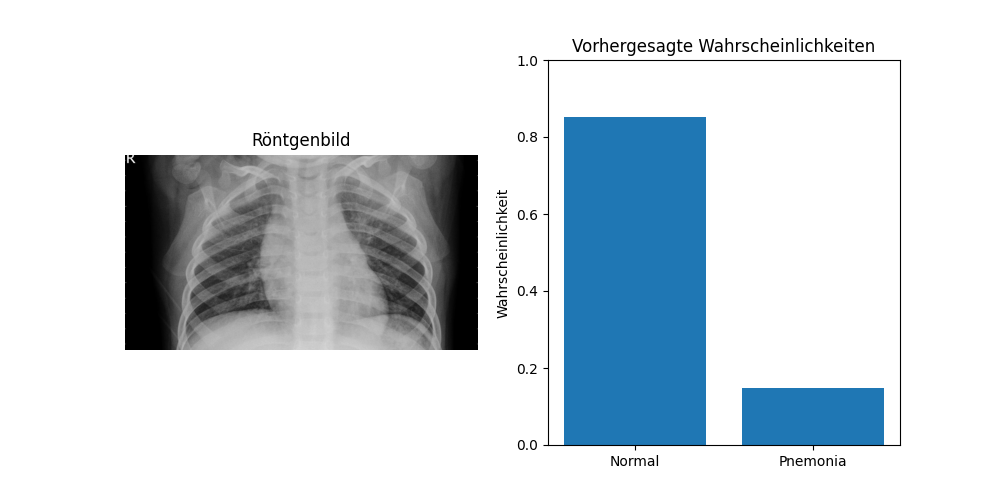 Röntgenbild
R
Vorhergesagte Wahrscheinlichkeiten
Wahrscheinlichkeit
1.0
0.8
0.6
0.4
0.2
0.0
Normal
Pnemonia